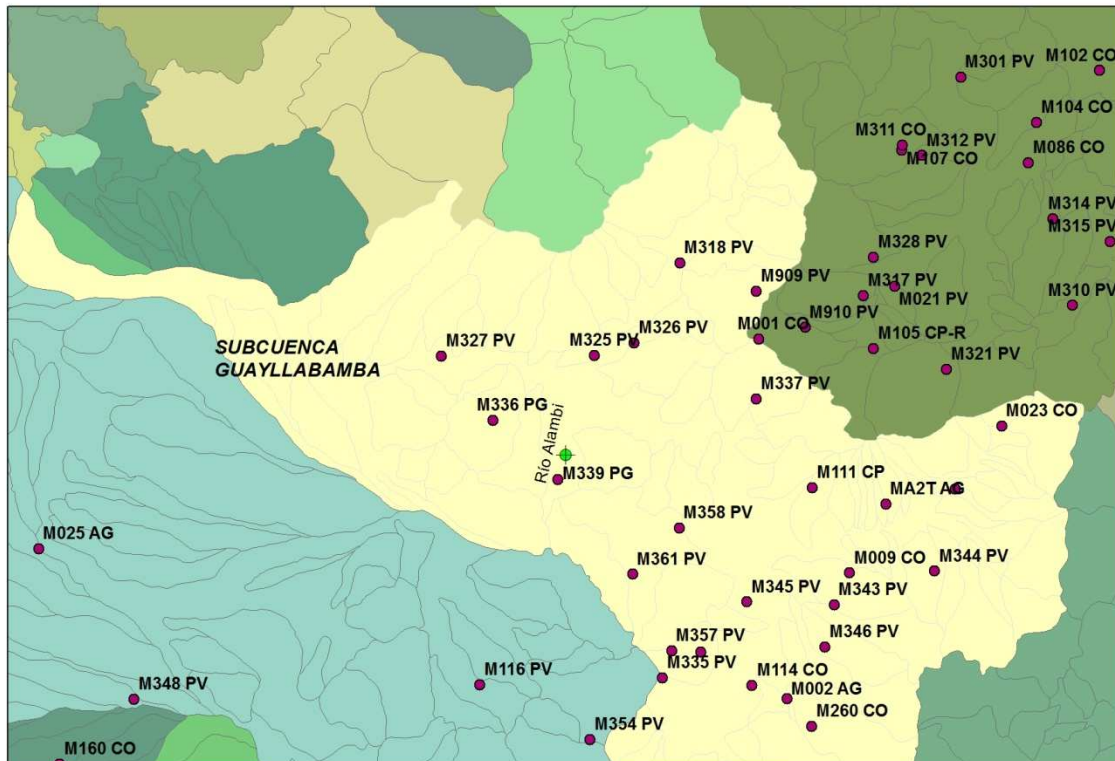 M301 PV
M102 CO
M104 CO
M311 CO
M312 PV
M107 CO
M086 CO
M314 PV
M315 PV
M318 PV
M328 PV
M909 PV
M317 PV
M021 PV
M310 PV
M910 PV
M001 CO
M326 PV
M325 PV
M327 PV
SUBCUENCA
GUAYLLABAMBA
M105 CP-R
M321 PV
M337 PV
M336 PG
Río Alambi
M023 CO
M339 PG
M111 CP
MA2T AG
M358 PV
M025 AG
M361 PV
M009 CO
M344 PV
M345 PV
M343 PV
M346 PV
M357 PV
M335 PV
M116 PV
M114 CO
M002 AG
M348 PV
M260 CO
M354 PV
M160 CO